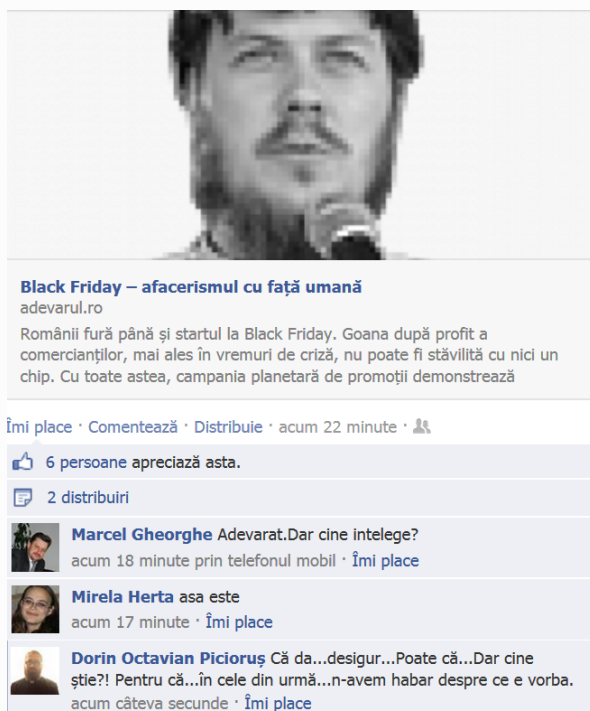 Black Friday – afacerismul cu față umană
adevarul.ro
Românii fură până și startul la Black Friday. Goana după profit a
comercianților, mai ales în vremuri de criză, nu poate fi stăvilită cu nici un
chip. Cu toate astea, campania planetară de promoții demonstrează
Îmi place · Comentează · Distribuie · acum 22 minute ·
6 persoane apreciază asta.
2 distribuiri
Marcel Gheorghe Adevarat.Dar cine intelege?
acum 18 minute prin telefonul mobil · Îmi place
Mirela Herta asa este
acum 17 minute · Îmi place
Dorin Octavian Picioruș Că da...desigur...Poate că...Dar cine
știe?! Pentru că...în cele din urmă...n-avem habar despre ce e vorba.
acum câteva secunde · Îmi place